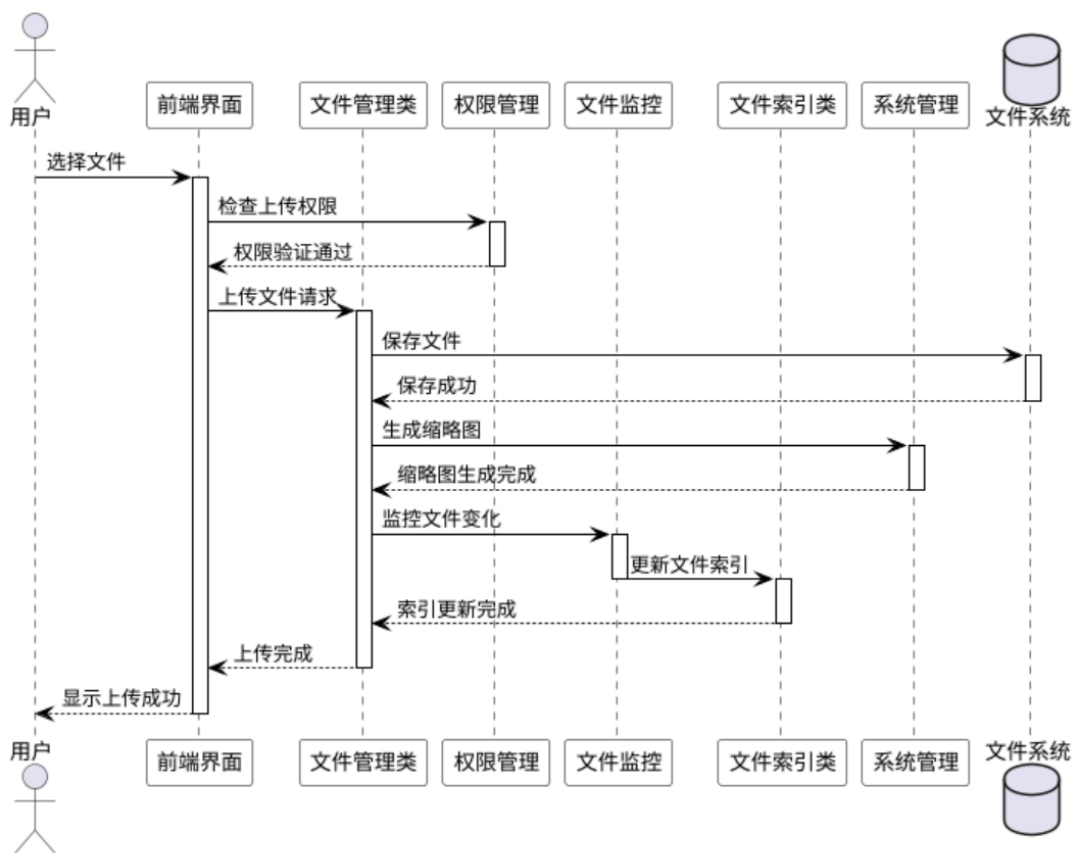 用户
前端界面
文件管理类
权限管理
文件监控
文件索引类
系统管理
文件系统
选择文件
检查上传权限
权限验证通过
上传文件请求
保存文件
保存成功
生成缩略图
缩略图生成完成
监控文件变化
更新文件索引
索引更新完成
上传完成
显示上传成功
用户
前端界面
文件管理类
权限管理
文件监控
文件索引类
系统管理
文件系统